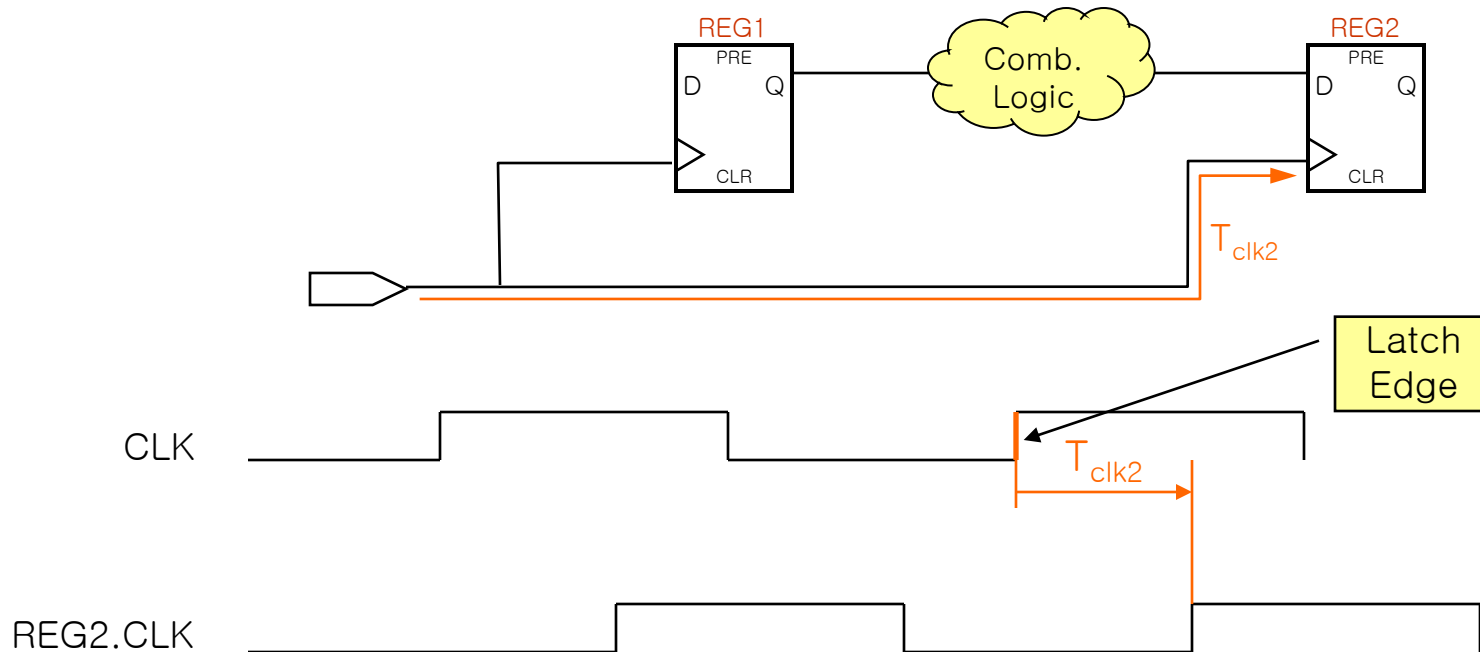 REG1
PRE
D Q
CLR
Comb.
Logic
REG2
PRE
D Q
CLR
Tclk2
Latch
Edge
CLK
Tclk2
REG2.CLK